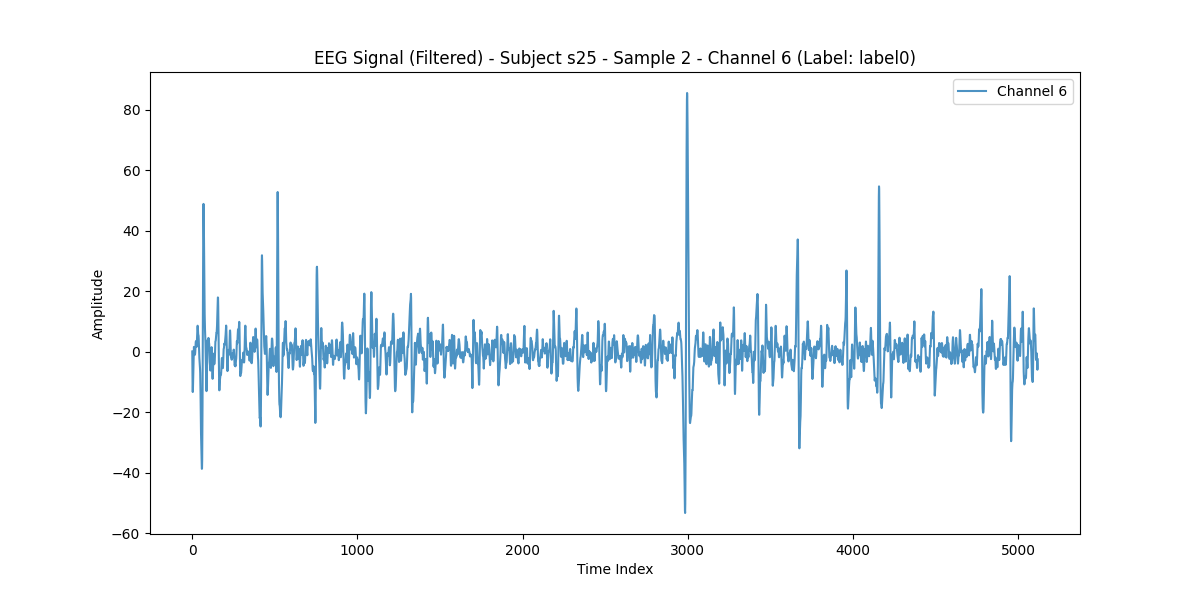 EEG Signal (Filtered) - Subject s25 - Sample 2 - Channel 6 (Label: label0)
Channel 6
80
60
40
20
0
−20
−40
−60
Amplitude
0 1000 2000 3000 4000 5000
Time Index